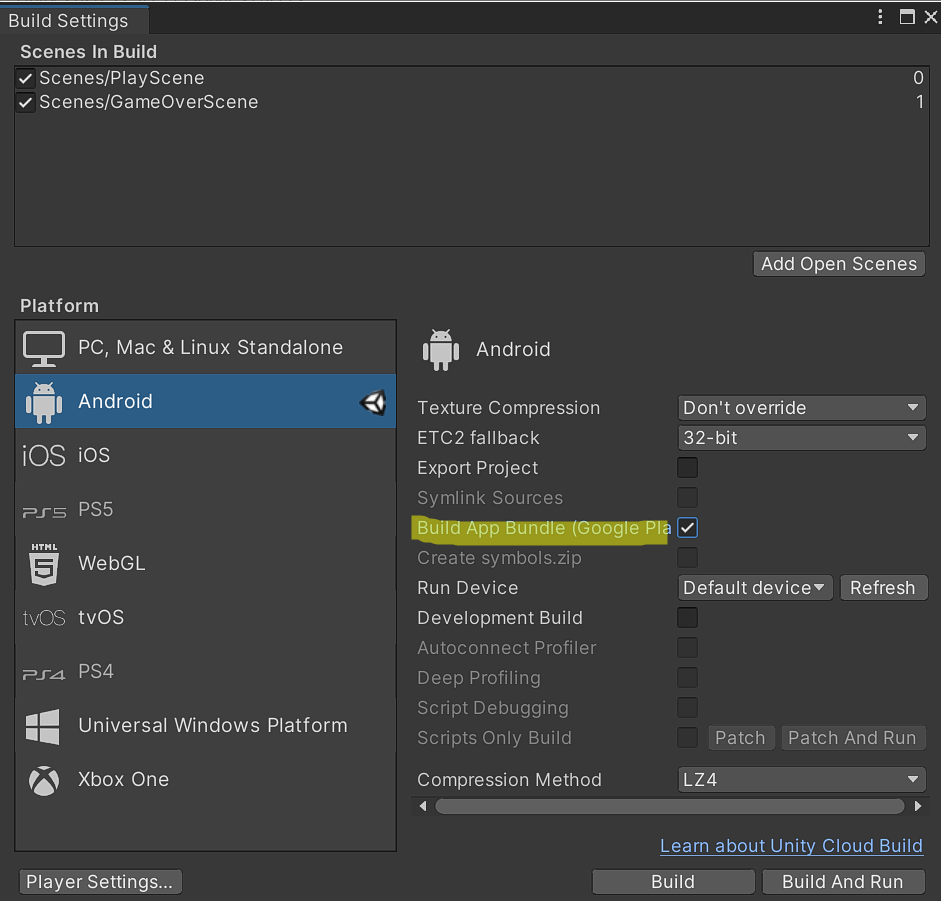 Build Settings
Scenes In Build
Scenes/PlayScene 0
Scenes/GameOverScene 1
Add Open Scenes
Platform
PC, Mac & Linux Standalone
Android
iOS iOS
PS5 PS5
HTML
5 WebGL
tvOS tvOS
PS4 PS4
Universal Windows Platform
Xbox One
Android
Texture Compression Don't override
ETC2 fallback 32-bit
Export Project
Symlink Sources
Build App Bundle (Google Pla
Create symbols.zip
Run Device Default device Refresh
Development Build
Autoconnect Profiler
Deep Profiling
Script Debugging
Scripts Only Build Patch Patch And Run
Compression Method LZ4
Learn about Unity Cloud Build
Player Settings... Build Build And Run